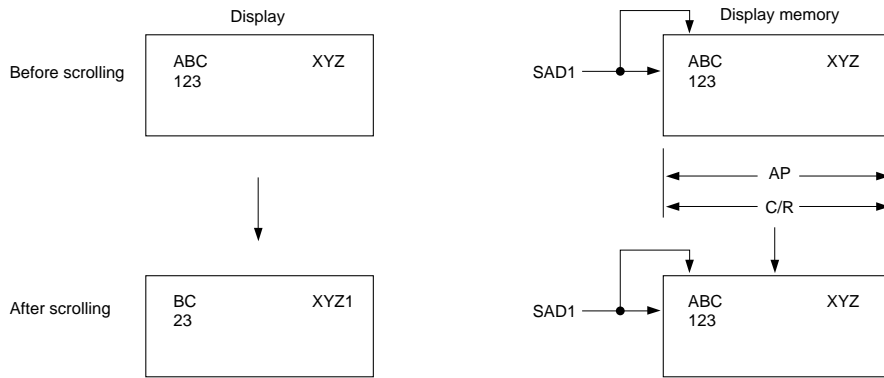 Display
Display memory
Before scrolling
ABC XYZ
123
SAD1
ABC XYZ
123
AP
C/R
After scrolling
BC XYZ1
23
SAD1
ABC XYZ
123